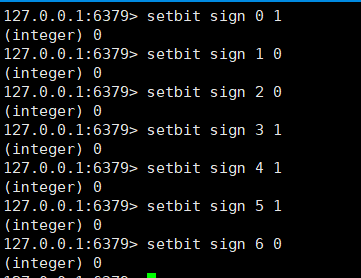 127.0.0.1:6379> setbit sign 0 1
(integer) 0
127.0.0.1:6379> setbit sign 1 0
(integer) 0
127.0.0.1:6379> setbit sign 2 0
(integer) 0
127.0.0.1:6379> setbit sign 3 1
(integer) 0
127.0.0.1:6379> setbit sign 4 1
(integer) 0
127.0.0.1:6379> setbit sign 5 1
(integer) 0
127.0.0.1:6379> setbit sign 6 0
(integer) 0
127.0.0.1:6379>